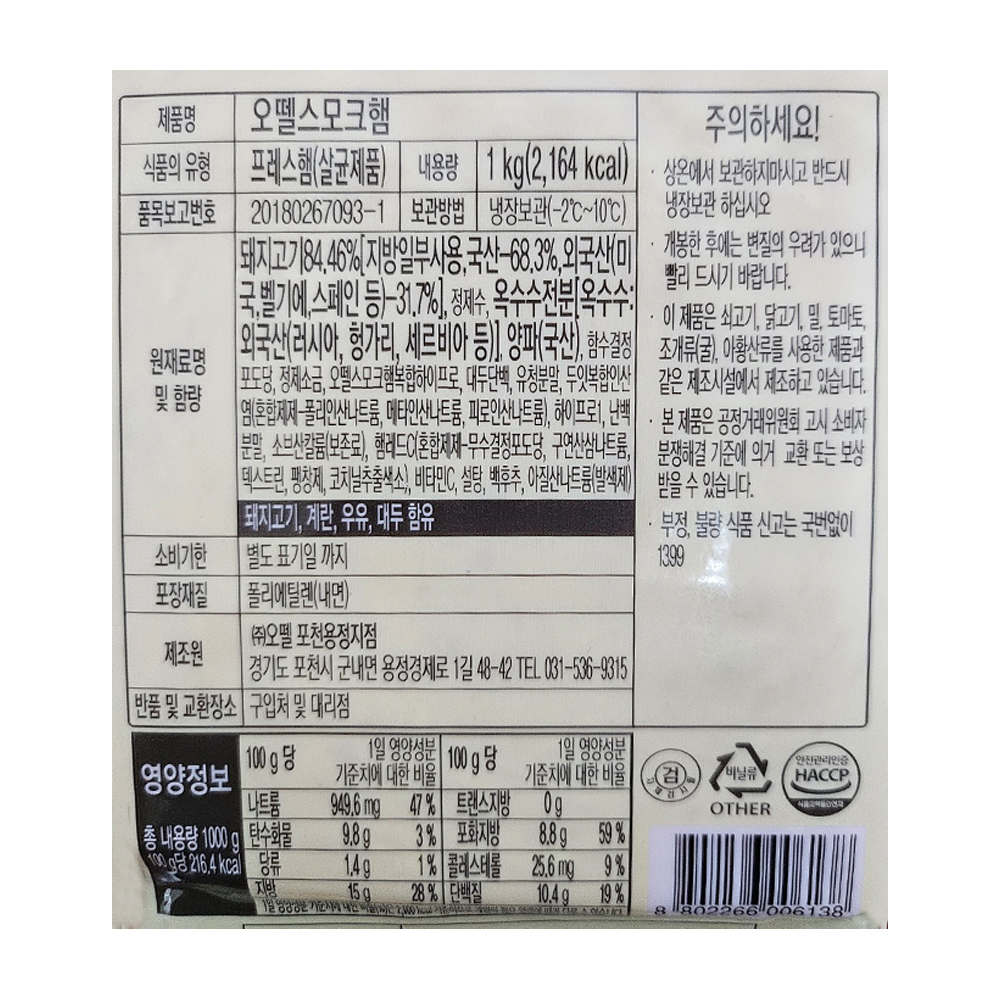 제품명 오뗄스모크햄
식품의 유형 프레스햄(살균제품) 내용량 1 kg(2,164 kcal)
품목보고번호 20180267093-1 보관방법 냉장보관(-2℃~10℃)
원재료명
및 함량
돼지고기84.46%[지방일부사용,국산-68.3%,외국산(미
국,벨기에,스페인 등)-31.7%], 정제수, 옥수수전분[옥수수:
외국산(러시아, 헝가리, 세르비아 등)], 양파(국산), 함수결정
포도당, 정제소금, 오뗄스모크햄복합하이프로, 대두단백, 유청분말, 두잇복합인산
염(혼합제제-폴리인산나트륨, 메타인산나트륨, 피로인산나트륨), 하이프로1, 난백
분말, 소브산칼륨(보존료), 햄레드C(혼합제제-무수결정포도당, 구연산삼나트륨,
덱스트린, 팽창제, 코치닐추출색소), 비타민C, 설탕, 백후추, 아질산나트륨(발색제)
돼지고기, 계란, 우유, 대두 함유
소비기한 별도 표기일 까지
포장재질 폴리에틸렌(내면)
제조원
㈜오뗄 포천용정지점
경기도 포천시 군내면 용정경제로 1길 48-42 TEL 031-536-9315
반품 및 교환장소 구입처 및 대리점
주의하세요!
· 상온에서 보관하지마시고 반드시
냉장보관 하십시오
· 개봉한 후에는 변질의 우려가 있으니
빨리 드시기 바랍니다.
· 이 제품은 쇠고기, 닭고기, 밀, 토마토,
조개류(굴), 아황산류를 사용한 제품과
같은 제조시설에서 제조하고 있습니다.
· 본 제품은 공정거래위원회 고시 소비자
분쟁해결 기준에 의거 교환 또는 보상
받을 수 있습니다.
· 부정, 불량 식품 신고는 국번없이
1399
영양정보
총 내용량 1000 g
100 g당 216.4 kcal
100 g 당 1일 영양성분 기준치에 대한 비율 100 g 당 1일 영양성분 기준치에 대한 비율
나트륨 949.6 mg 47 % 트랜스지방 0 g
탄수화물 9.8 g 3 % 포화지방 8.8 g 59 %
당류 1.4 g 1 % 콜레스테롤 25.6 mg 9 %
지방 15 g 28 % 단백질 10.4 g 19 %
검
비닐류
OTHER
안전관리인증
HACCP
식품의약품안전처
8 802266 006138